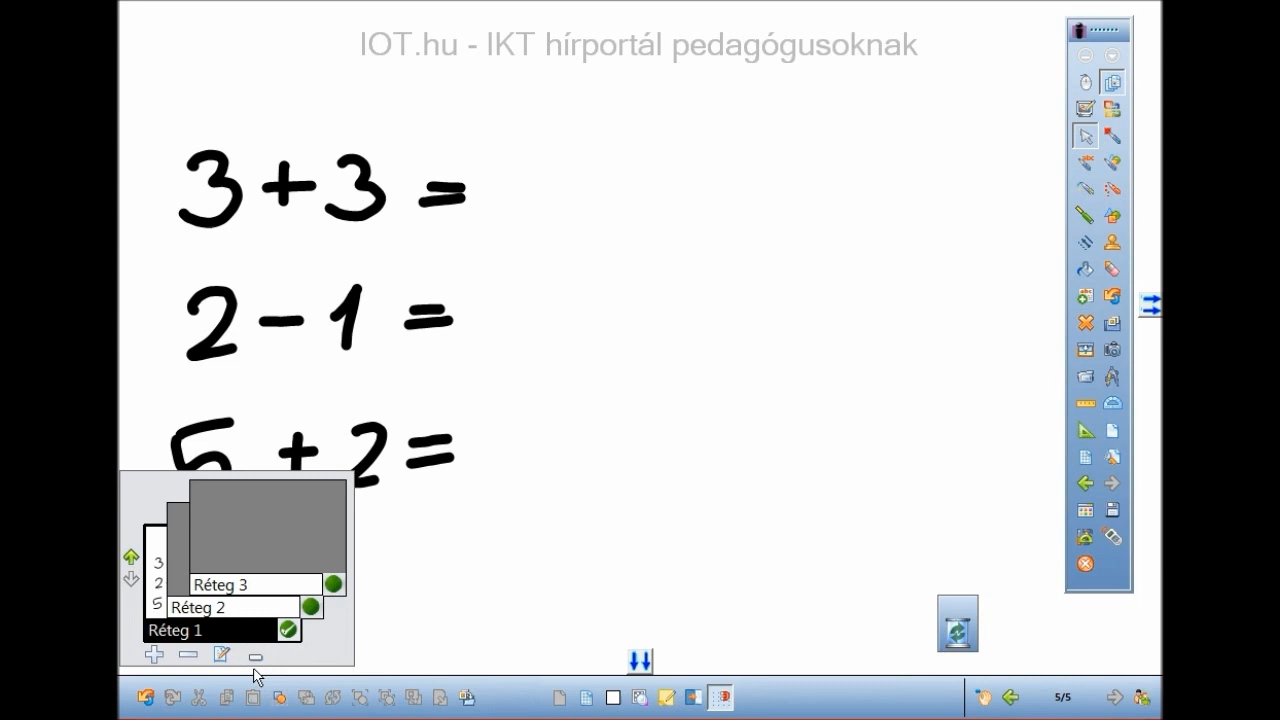 IOT.hu - IKT hírportál pedagógusoknak
3+3=
2-1=
5+2=
3
2
5
Réteg 3
Réteg 2
Réteg 1
5/5